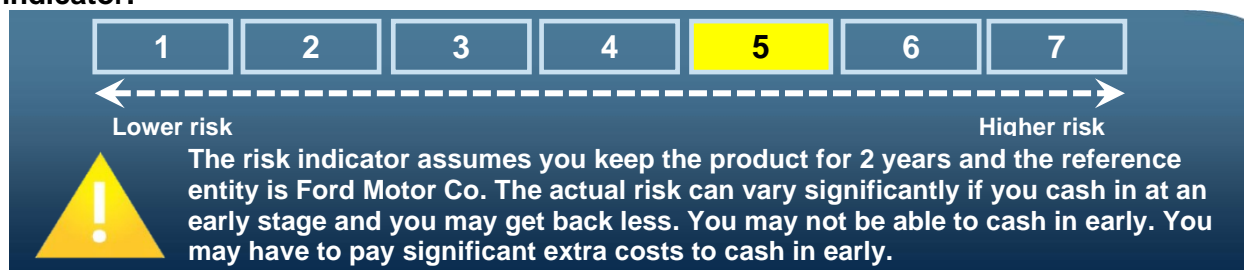 indicator:
1 2 3 4 5 6 7
Lower risk Higher risk
The risk indicator assumes you keep the product for 2 years and the reference
entity is Ford Motor Co. The actual risk can vary significantly if you cash in at an
early stage and you may get back less. You may not be able to cash in early. You
may have to pay significant extra costs to cash in early.